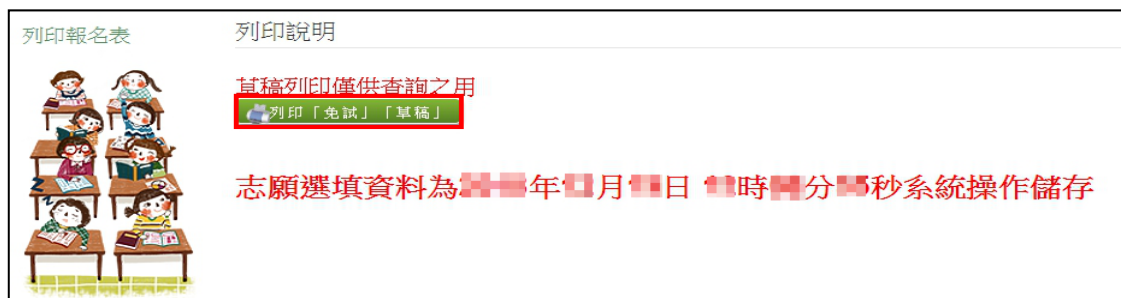 列印報名表
列印說明
草稿列印僅供查詢之用
列印「免試」「草稿」
志願選填資料為年月日 時分秒系統操作儲存